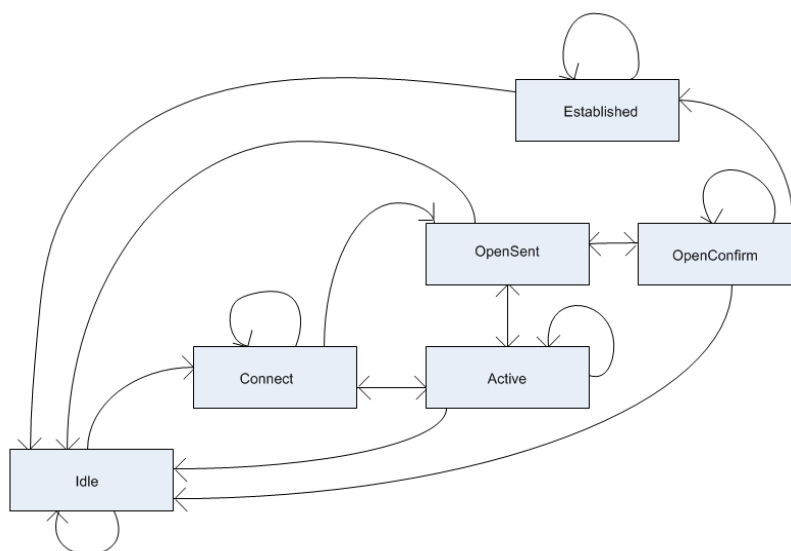 Established
OpenSent
OpenConfirm
Connect
Active
Idle